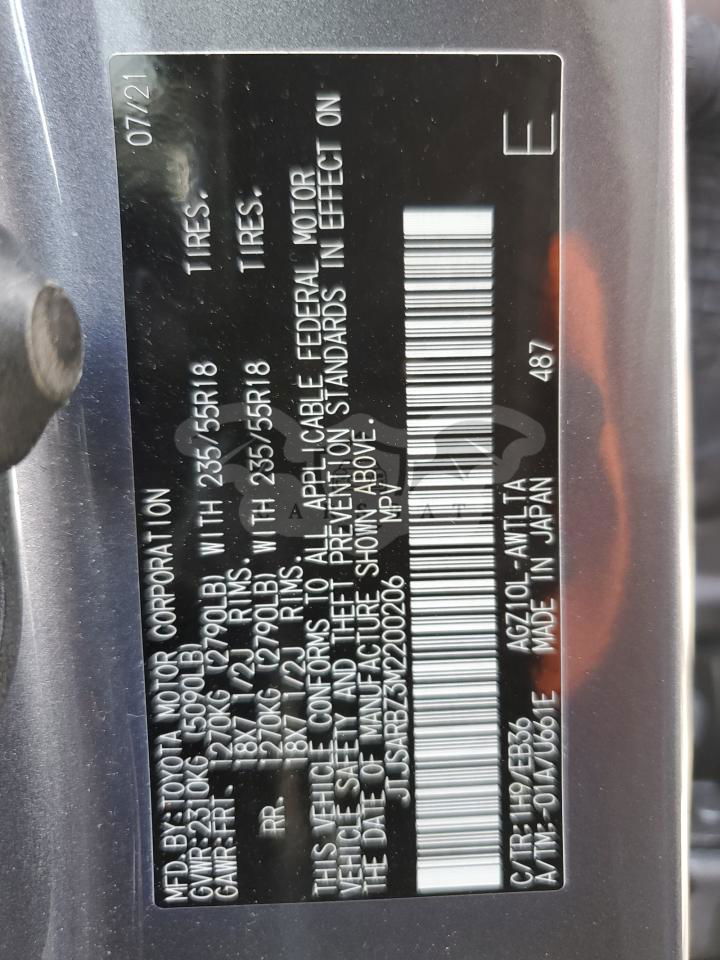 MFD.BY:TOYOTA MOTOR CORPORATION 07/21
GVWR:2310KG (5090LB)
GAWR:FRT. 1270KG (2790LB) WITH 235/55R18 TIRES.
18X7 1/2J RIMS.
RR. 1270KG (2790LB) WITH 235/55R18 TIRES.
18X7 1/2J RIMS.
THIS VEHICLE CONFORMS TO ALL APPLICABLE FEDERAL MOTOR
VEHICLE SAFETY AND THEFT PREVENTION STANDARDS IN EFFECT ON
THE DATE OF MANUFACTURE SHOWN ABOVE.
JTJSARBZ3M2200206 MPV
C/TR:1H9/EB36 AGZ10L-AWTLTA
A/TM:-01A/U661E MADE IN JAPAN 487 E